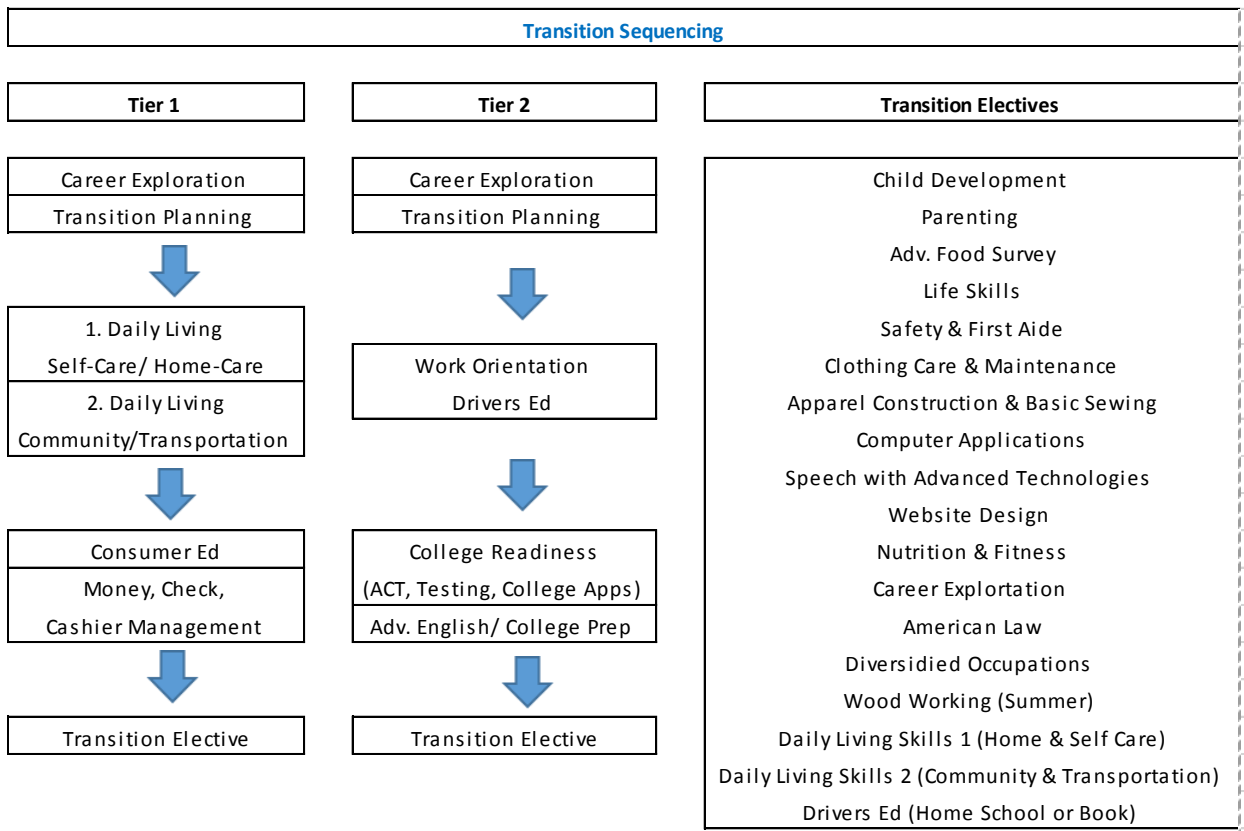 Transition Sequencing
Tier 1
Career Exploration
Transition Planning
1. Daily Living
Self-Care/ Home-Care
2. Daily Living
Community/Transportation
Consumer Ed
Money, Check,
Cashier Management
Transition Elective
Tier 2
Career Exploration
Transition Planning
Work Orientation
Drivers Ed
College Readiness
(ACT, Testing, College Apps)
Adv. English/ College Prep
Transition Elective
Transition Electives
Child Development
Parenting
Adv. Food Survey
Life Skills
Safety & First Aide
Clothing Care & Maintenance
Apparel Construction & Basic Sewing
Computer Applications
Speech with Advanced Technologies
Website Design
Nutrition & Fitness
Career Explortation
American Law
Diversidied Occupations
Wood Working (Summer)
Daily Living Skills 1 (Home & Self Care)
Daily Living Skills 2 (Community & Transportation)
Drivers Ed (Home School or Book)